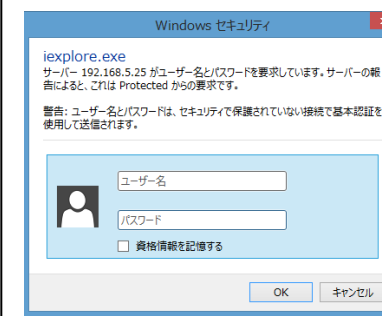 Windows セキュリティ
iexplore.exe
サーバー 192.168.5.25 がユーザー名とパスワードを要求しています。サーバーの報
告によると、これは Protected からの要求です。
警告: ユーザー名とパスワードは、セキュリティで保護されていない接続で基本認証を
使用して送信されます。
ユーザー名
パスワード
資格情報を記憶する
OK
キャンセル